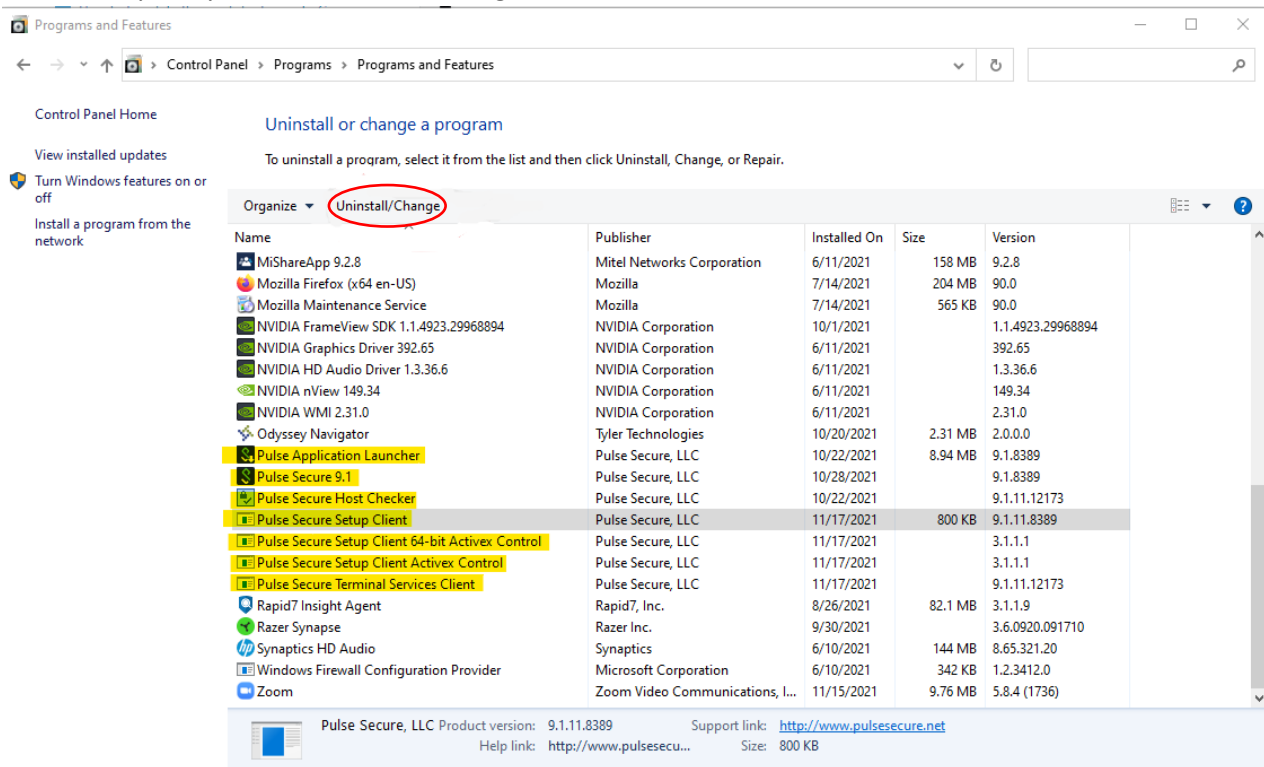 Programs and Features
Control Panel > Programs > Programs and Features
Control Panel Home
View installed updates
Turn Windows features on or
off
Install a program from the
network
Uninstall or change a program
To uninstall a program, select it from the list and then click Uninstall, Change, or Repair.
Organize Uninstall/Change
Name Publisher Installed On Size Version
MiShareApp 9.2.8 Mitel Networks Corporation 6/11/2021 158 MB 9.2.8
Mozilla Firefox (x64 en-US) Mozilla 7/14/2021 204 MB 90.0
Mozilla Maintenance Service Mozilla 7/14/2021 565 KB 90.0
NVIDIA FrameView SDK 1.1.4923.29968894 NVIDIA Corporation 10/1/2021 1.1.4923.29968894
NVIDIA Graphics Driver 392.65 NVIDIA Corporation 6/11/2021 392.65
NVIDIA HD Audio Driver 1.3.36.6 NVIDIA Corporation 6/11/2021 1.3.36.6
NVIDIA nView 149.34 NVIDIA Corporation 6/11/2021 149.34
NVIDIA WMI 2.31.0 NVIDIA Corporation 6/11/2021 2.31.0
Odyssey Navigator Tyler Technologies 10/20/2021 2.31 MB 2.0.0.0
Pulse Application Launcher Pulse Secure, LLC 10/22/2021 8.94 MB 9.1.8389
Pulse Secure 9.1 Pulse Secure, LLC 10/28/2021 9.1.8389
Pulse Secure Host Checker Pulse Secure, LLC 10/22/2021 9.1.11.12173
Pulse Secure Setup Client Pulse Secure, LLC 11/17/2021 800 KB 9.1.11.8389
Pulse Secure Setup Client 64-bit Activex Control Pulse Secure, LLC 11/17/2021 3.1.1.1
Pulse Secure Setup Client Activex Control Pulse Secure, LLC 11/17/2021 3.1.1.1
Pulse Secure Terminal Services Client Pulse Secure, LLC 11/17/2021 9.1.11.12173
Rapid7 Insight Agent Rapid7, Inc. 8/26/2021 82.1 MB 3.1.1.9
Razer Synapse Razer Inc. 9/30/2021 3.6.0920.091710
Synaptics HD Audio Synaptics 6/10/2021 144 MB 8.65.321.20
Windows Firewall Configuration Provider Microsoft Corporation 6/10/2021 342 KB 1.2.3412.0
Zoom Zoom Video Communications, I... 11/15/2021 9.76 MB 5.8.4 (1736)
Pulse Secure, LLC Product version: 9.1.11.8389 Support link: http://www.pulsesecure.net
Help link: http://www.pulsesecu... Size: 800 KB